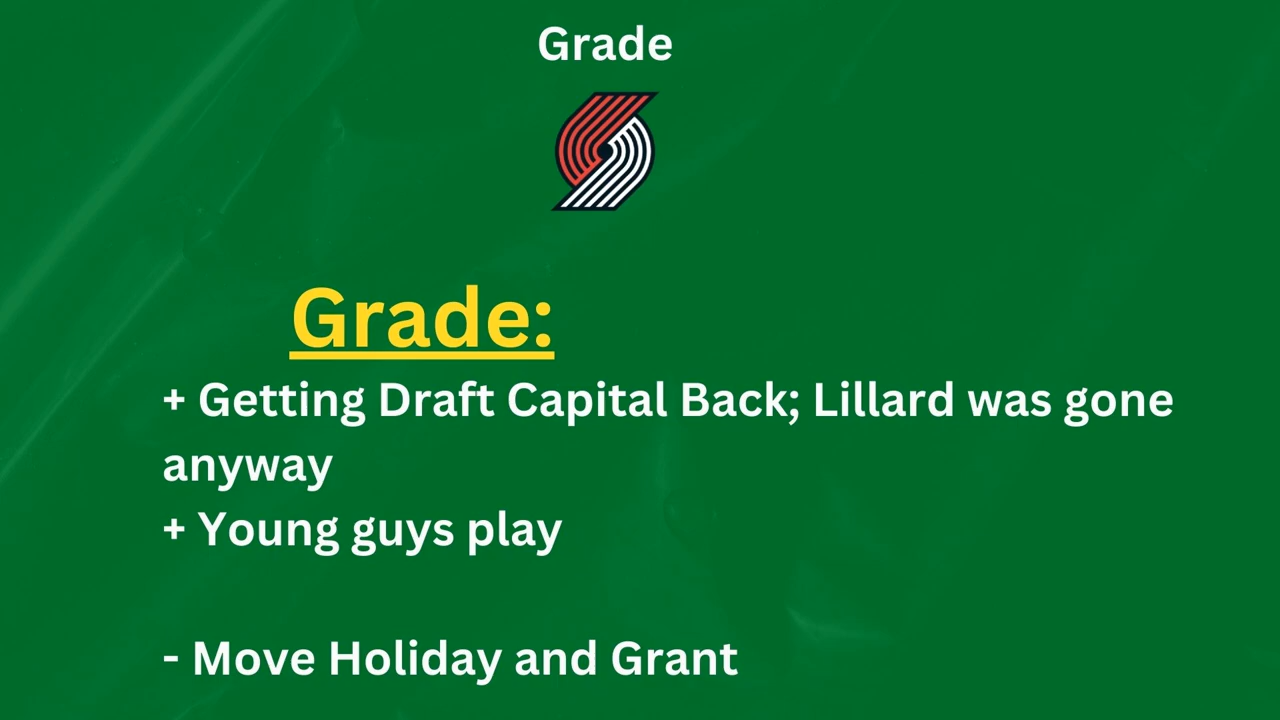 Grade
Grade:
+ Getting Draft Capital Back; Lillard was gone
anyway
+ Young guys play
- Move Holiday and Grant